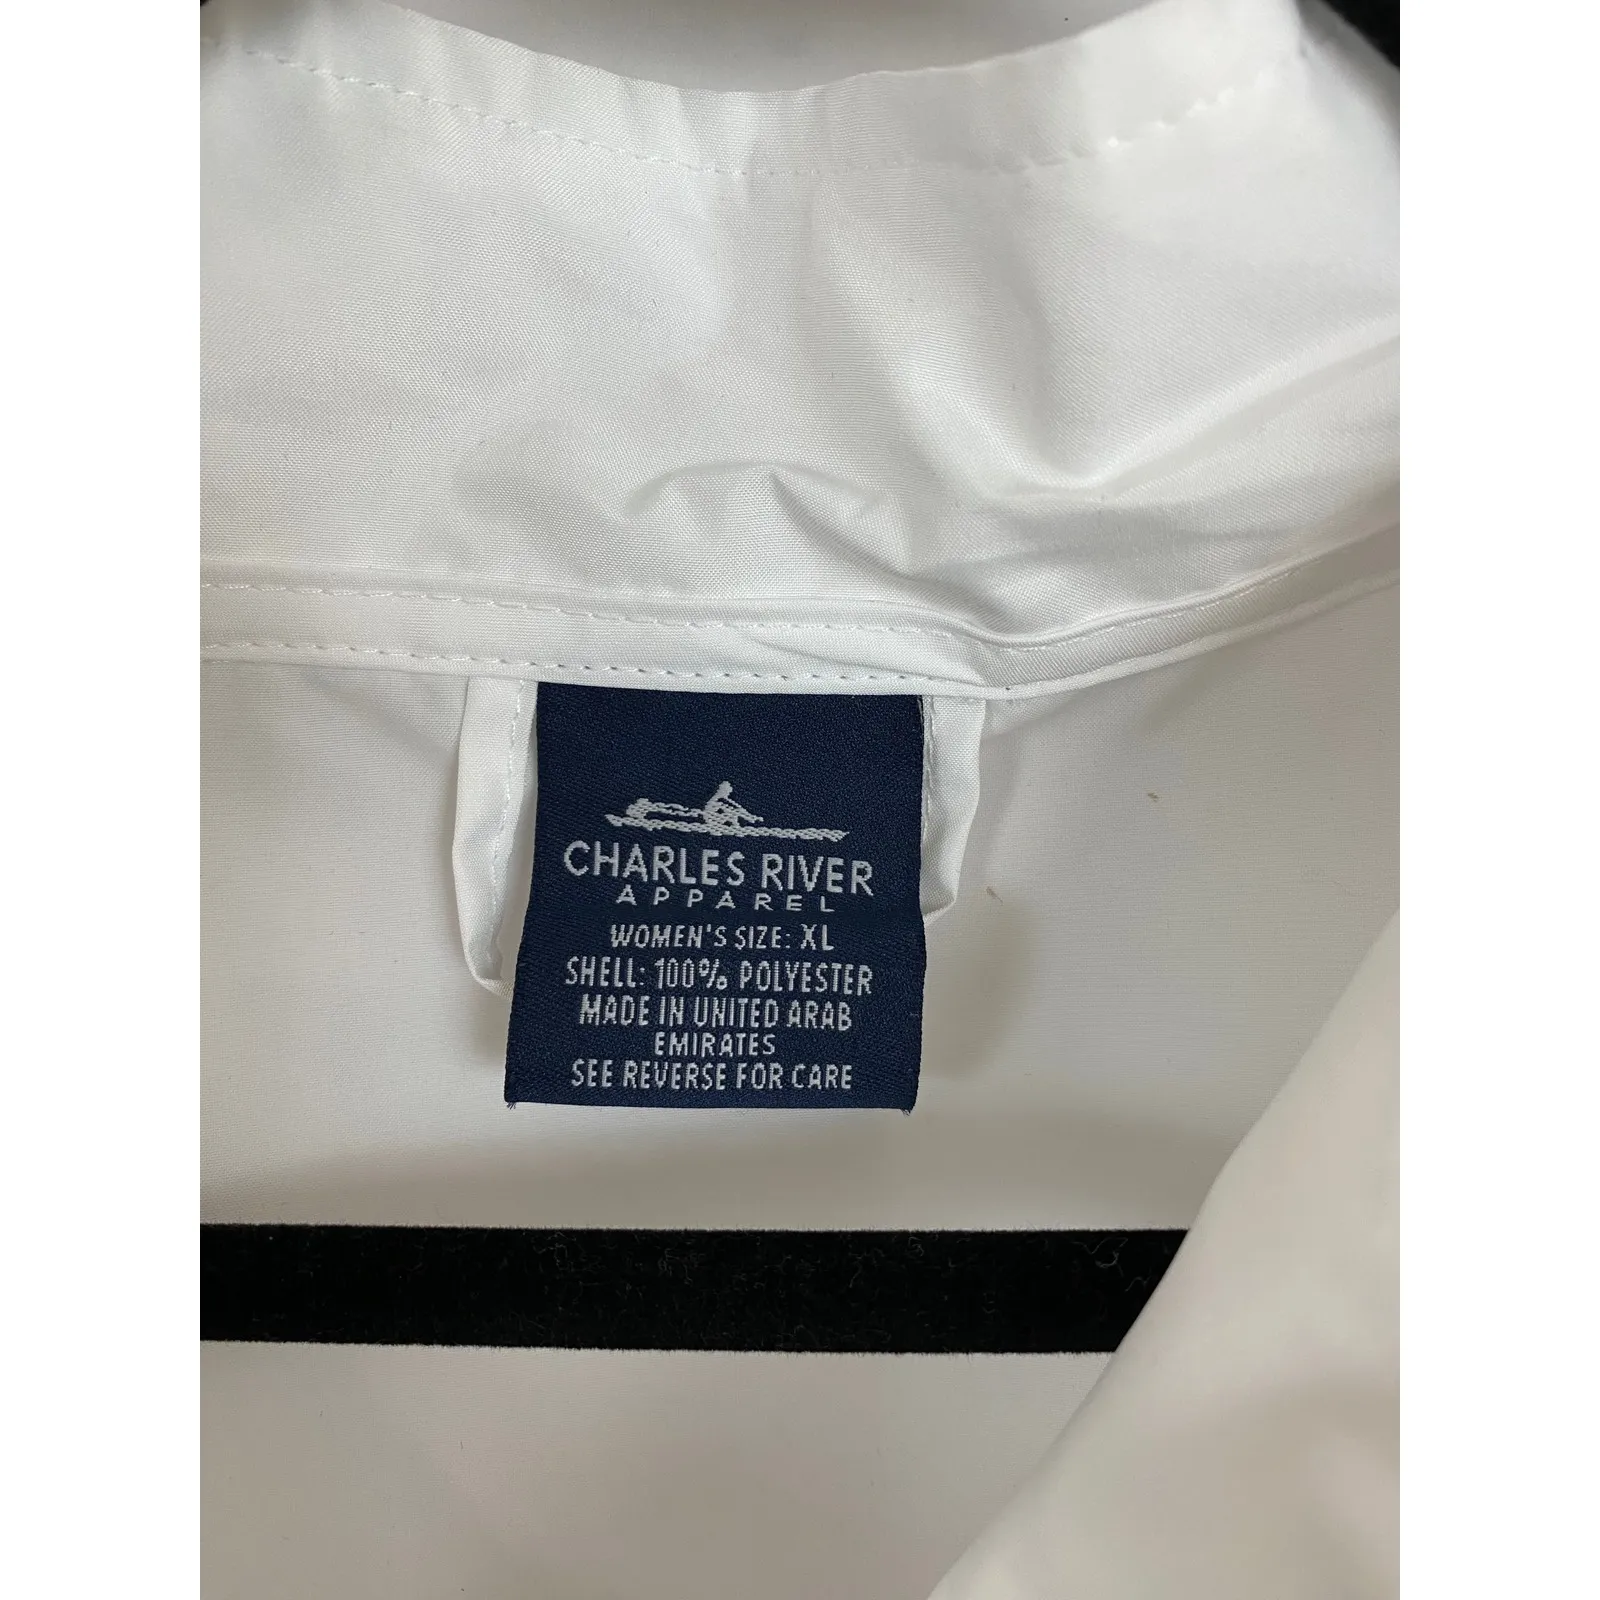 CHARLES RIVER
APPAREL
WOMEN'S SIZE: XL
SHELL: 100% POLYESTER
MADE IN UNITED ARAB
EMIRATES
SEE REVERSE FOR CARE